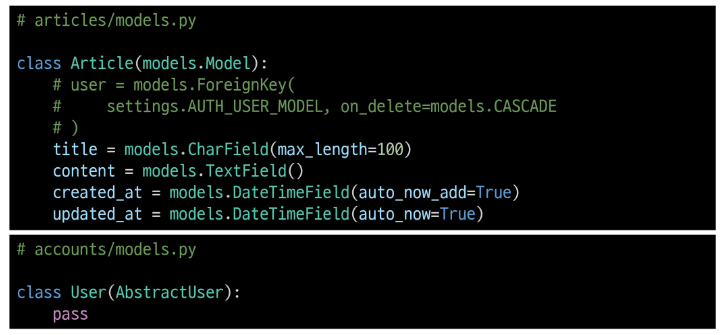 # articles/models.py
class Article(models.Model):
    # user = models.ForeignKey(
    #     settings.AUTH_USER_MODEL, on_delete=models.CASCADE
    # )
    title = models.CharField(max_length=100)
    content = models.TextField()
    created_at = models.DateTimeField(auto_now_add=True)
    updated_at = models.DateTimeField(auto_now=True)
# accounts/models.py
class User(AbstractUser):
    pass